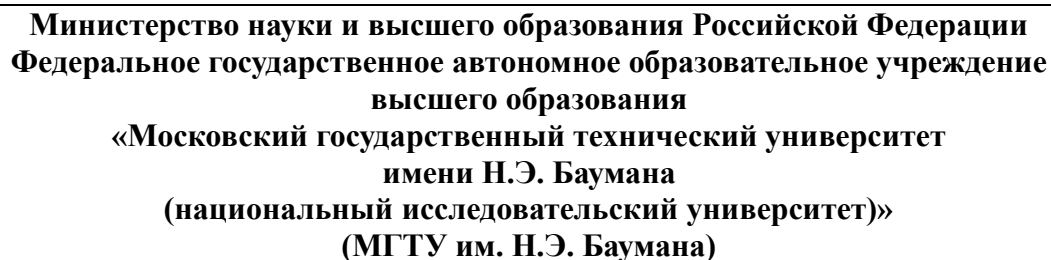 Министерство науки и высшего образования Российской Федерации
Федеральное государственное автономное образовательное учреждение
высшего образования
«Московский государственный технический университет
имени Н.Э. Баумана
(национальный исследовательский университет)»
(МГТУ им. Н.Э. Баумана)